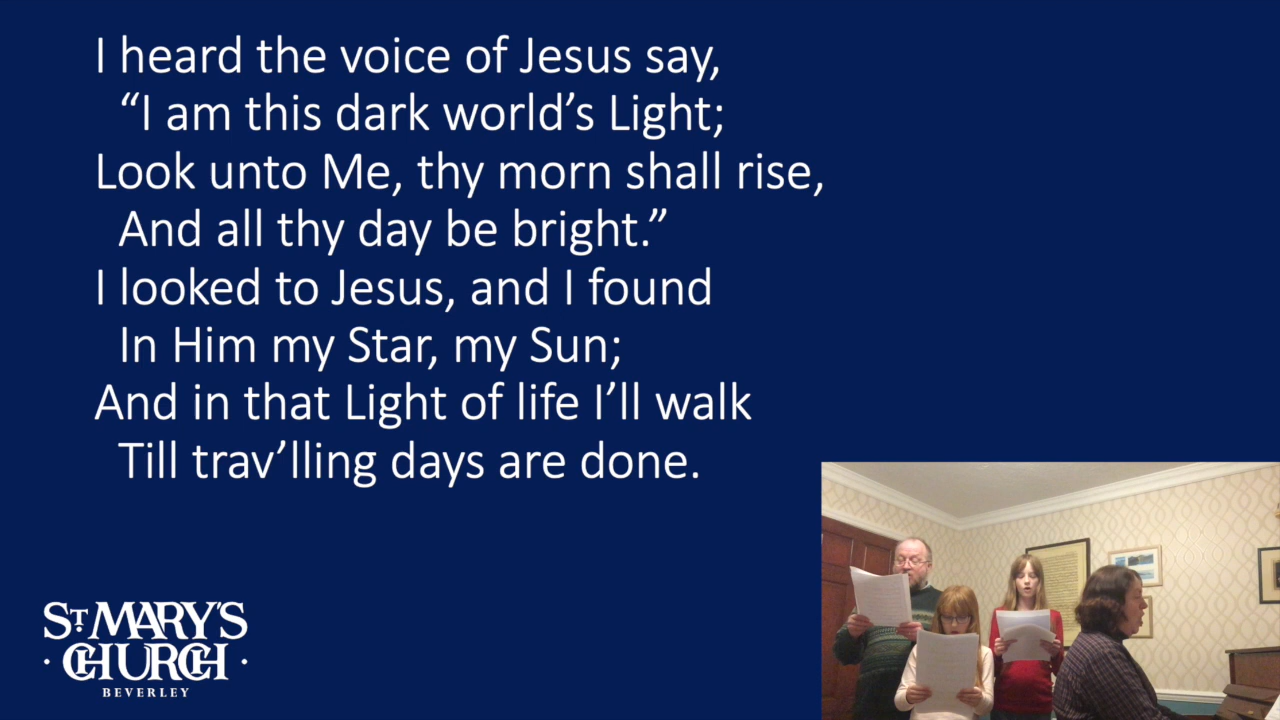 I heard the voice of Jesus say,
“I am this dark world’s Light;
Look unto Me, thy morn shall rise,
And all thy day be bright.”
I looked to Jesus, and I found
In Him my Star, my Sun;
And in that Light of life I’ll walk
Till trav’lling days are done.
ST MARY’S
· CHURCH ·
BEVERLEY